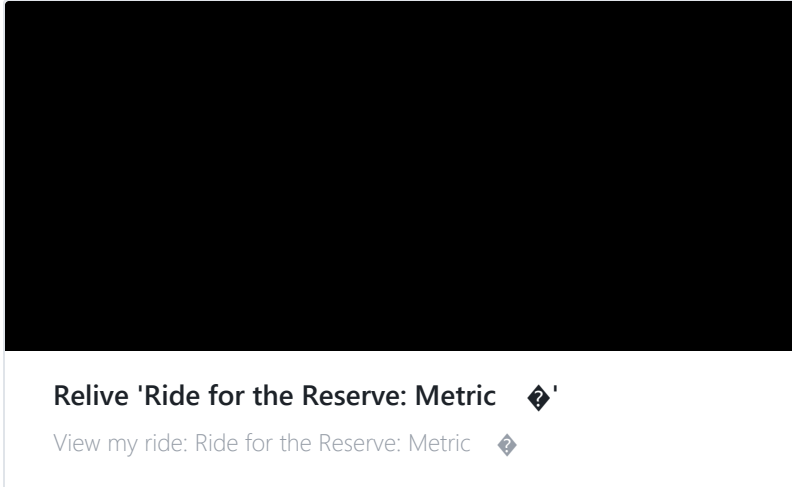 Relive 'Ride for the Reserve: Metric �'
View my ride: Ride for the Reserve: Metric �